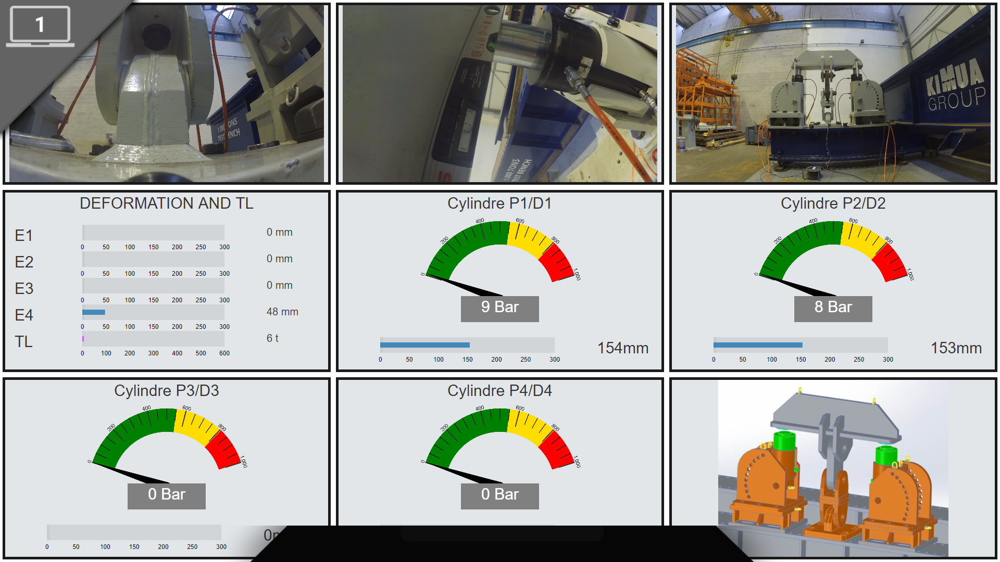 1
1.000 TONS
TEST BENCH
1.000 TONS
TEST BENCH
KIMUA
GROUP
DEFORMATION AND TL
E1
0 mm
0 50 100 150 200 250 300
E2
0 mm
0 50 100 150 200 250 300
E3
0 mm
0 50 100 150 200 250 300
E4
48 mm
0 50 100 150 200 250 300
TL
6 t
0 100 200 300 400 500 600
Cylindre P1/D1
0 200 400 600 800 1,000
9 Bar
154mm
0 50 100 150 200 250 300
Cylindre P2/D2
0 200 400 600 800 1,000
8 Bar
153mm
0 50 100 150 200 250 300
Cylindre P3/D3
0 200 400 600 800 1,000
0 Bar
0 50 100 150 200 250 300
Cylindre P4/D4
0 200 400 600 800 1,000
0 Bar